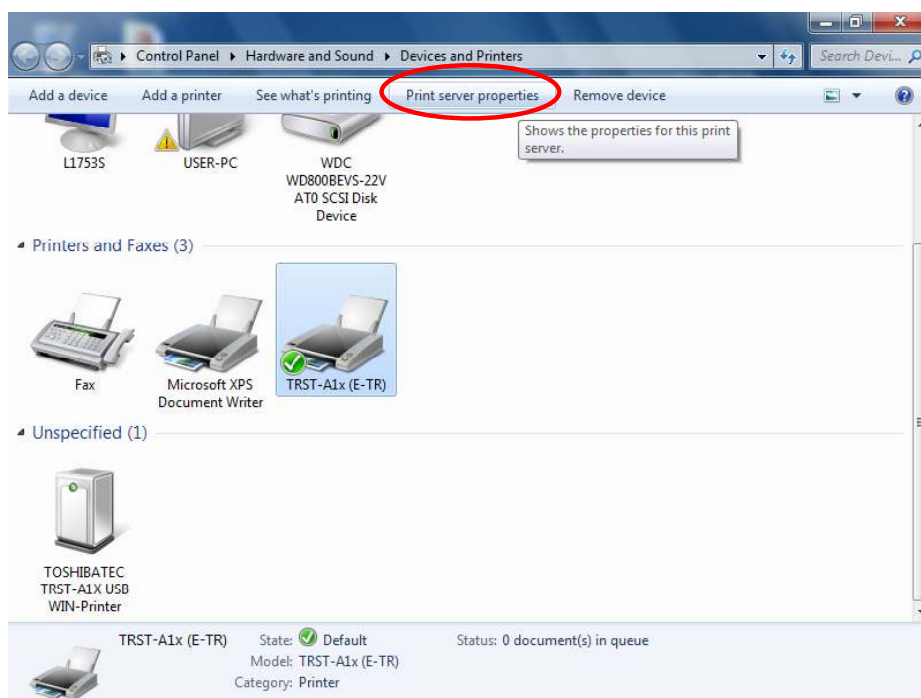 Control Panel Hardware and Sound Devices and Printers
Search Devi...
Add a device Add a printer See what's printing Print server properties Remove device
Shows the properties for this print
server.
L1753S
USER-PC
WDC
WD800BEVS-22V
AT0 SCSI Disk
Device
Printers and Faxes (3)
Fax
Microsoft XPS
Document Writer
TRST-A1x (E-TR)
Unspecified (1)
TOSHIBATEC
TRST-A1X USB
WIN-Printer
TRST-A1x (E-TR) State: Default Status: 0 document(s) in queue
Model: TRST-A1x (E-TR)
Category: Printer